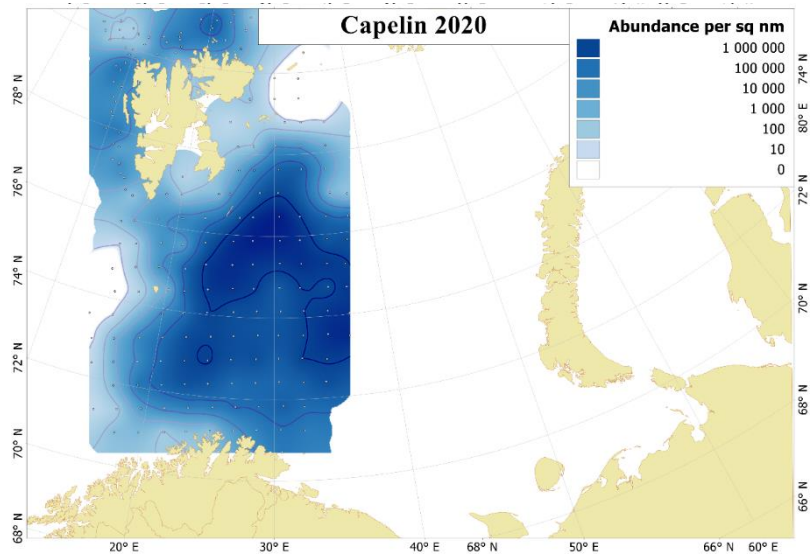 Capelin 2020
Abundance per sq nm
1 000 000
100 000
10 000
1 000
100
10
0
78° N
76° N
74° N
72° N
70° N
68° N
74° N
80° E
72° N
70° N
68° N
66° N
20° E
30° E
40° E
68° N
50° E
66° N
60° E